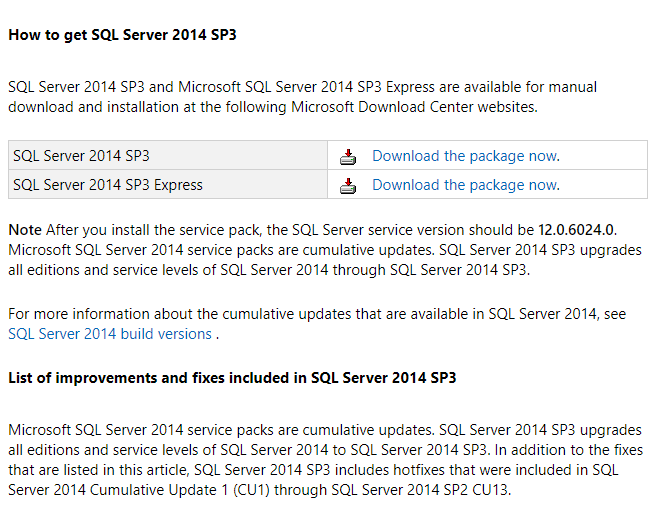 How to get SQL Server 2014 SP3
SQL Server 2014 SP3 and Microsoft SQL Server 2014 SP3 Express are available for manual
download and installation at the following Microsoft Download Center websites.
SQL Server 2014 SP3 Download the package now.
SQL Server 2014 SP3 Express Download the package now.
Note After you install the service pack, the SQL Server service version should be 12.0.6024.0.
Microsoft SQL Server 2014 service packs are cumulative updates. SQL Server 2014 SP3 upgrades
all editions and service levels of SQL Server 2014 through SQL Server 2014 SP3.
For more information about the cumulative updates that are available in SQL Server 2014, see
SQL Server 2014 build versions .
List of improvements and fixes included in SQL Server 2014 SP3
Microsoft SQL Server 2014 service packs are cumulative updates. SQL Server 2014 SP3 upgrades
all editions and service levels of SQL Server 2014 to SQL Server 2014 SP3. In addition to the fixes
that are listed in this article, SQL Server 2014 SP3 includes hotfixes that were included in SQL
Server 2014 Cumulative Update 1 (CU1) through SQL Server 2014 SP2 CU13.